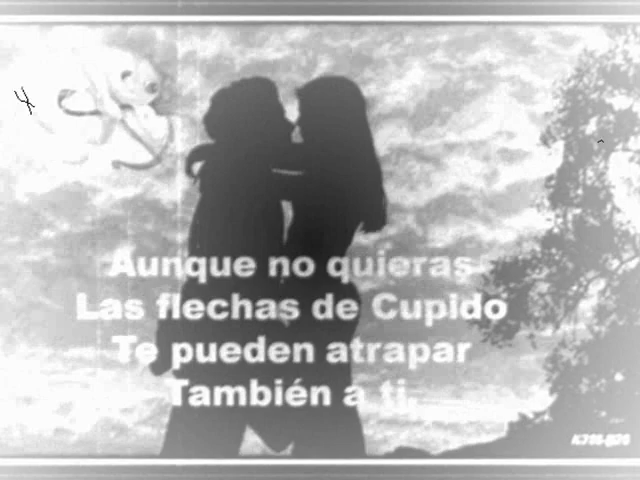 Aunque no quieras
Las flechas de Cupido
Te pueden atrapar
También a ti.